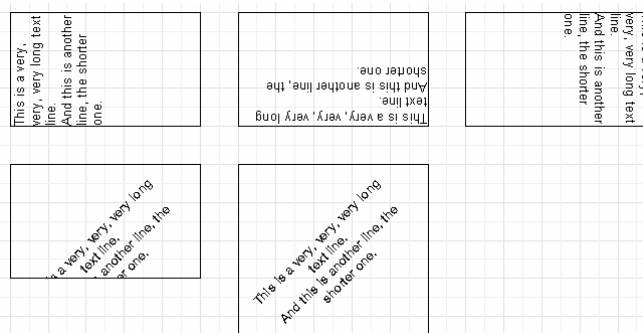 This is a very,
very, very long text
line.
And this is another
line, the shorter
one.
This is a very, a very, very long
text line.
And this is another line, the
shorter one.
very, very long text
line.
And this is another
line, the shorter
one.
a very, very, very long
text line.
another line, the
one.
This is a very, very, very long
text line.
And this is another line, the
shorter one.